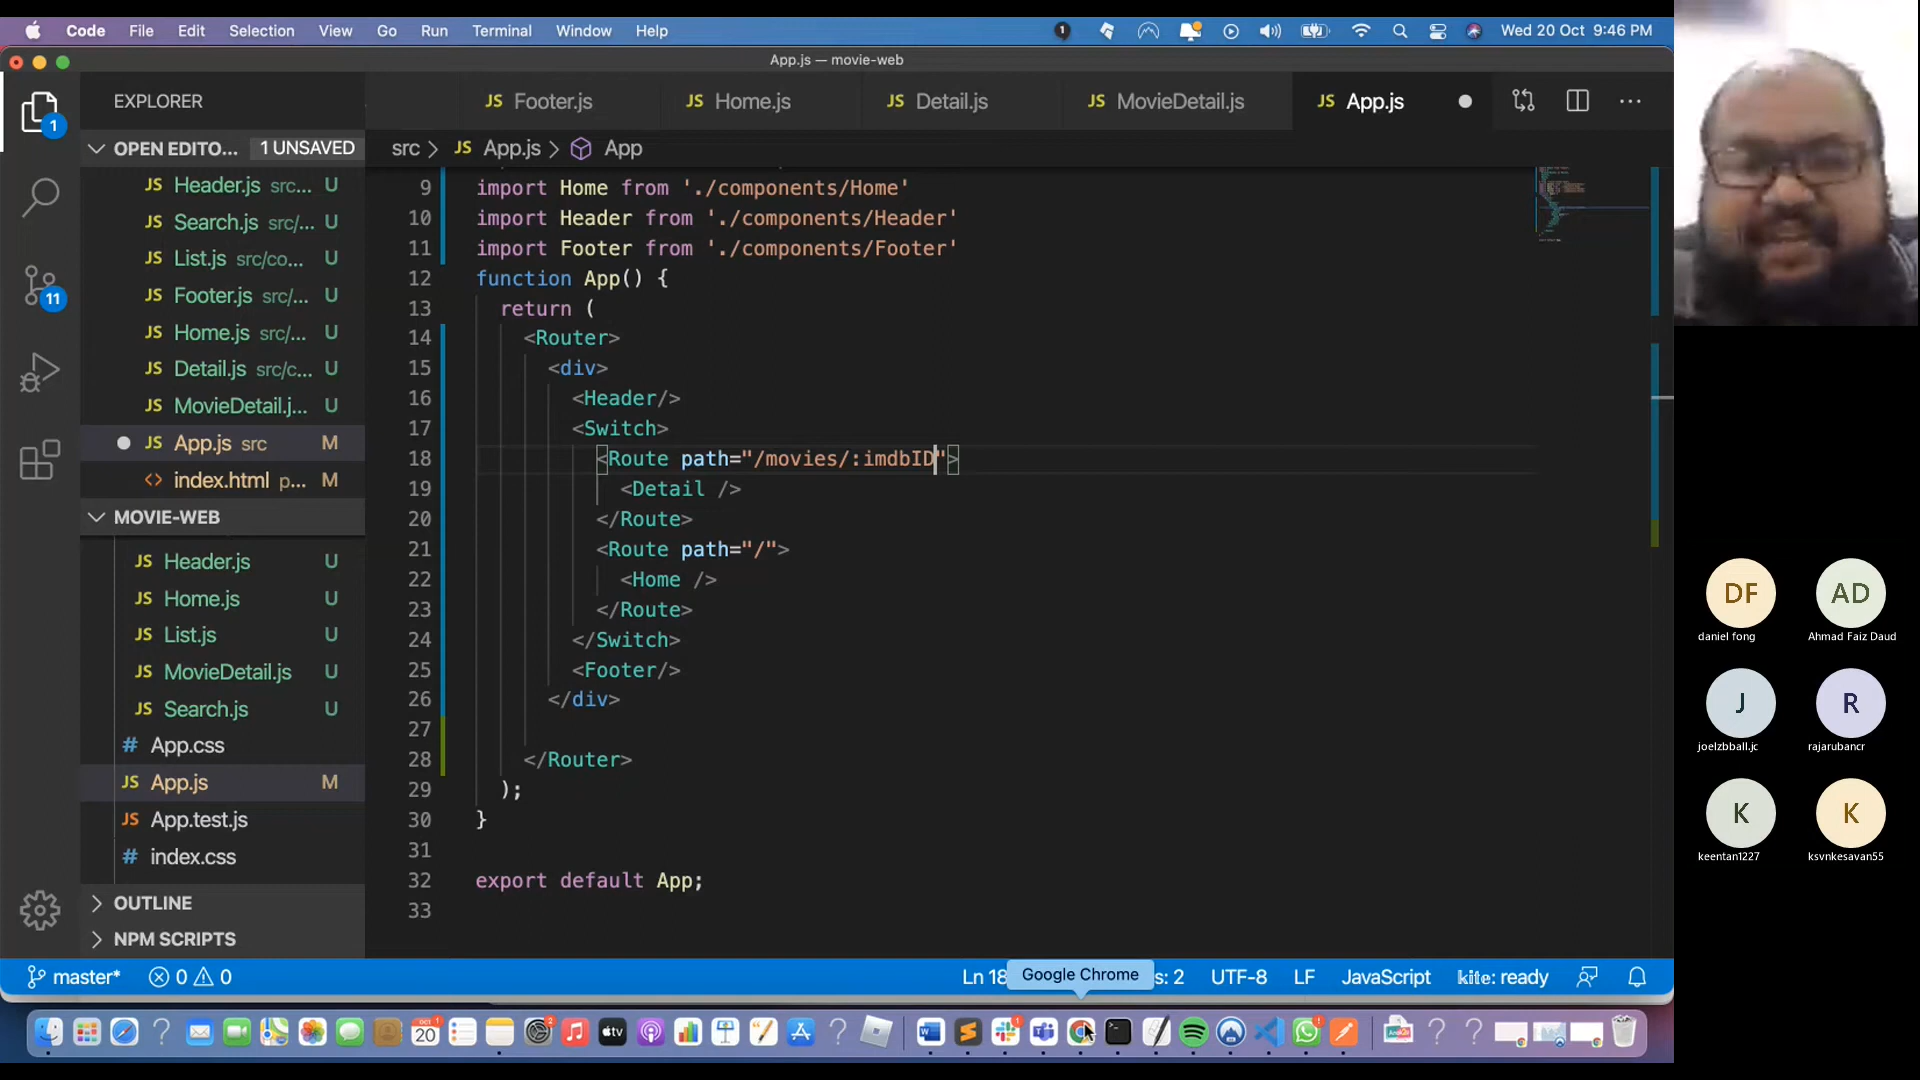 Code File Edit Selection View Go Run Terminal Window Help
1
Wed 20 Oct 9:46 PM
App.js — movie-web
EXPLORER
JS Footer.js
JS Home.js
JS Detail.js
JS MovieDetail.js
JS App.js
OPEN EDITO... 1 UNSAVED
JS Header.js src... U
JS Search.js src/... U
JS List.js src/co... U
JS Footer.js src/... U
JS Home.js src/... U
JS Detail.js src/c... U
JS MovieDetail.j... U
JS App.js src M
<> index.html p... M
MOVIE-WEB
JS Header.js U
JS Home.js U
JS List.js U
JS MovieDetail.js U
JS Search.js U
# App.css
JS App.js M
JS App.test.js
# index.css
OUTLINE
NPM SCRIPTS
1
11
src > JS App.js > App
9 import Home from './components/Home'
10 import Header from './components/Header'
11 import Footer from './components/Footer'
12 function App() {
13 return (
14 <Router>
15 <div>
16 <Header/>
17 <Switch>
18 <Route path="/movies/:imdbID">
19 <Detail />
20 </Route>
21 <Route path="/">
22 <Home />
23 </Route>
24 </Switch>
25 <Footer/>
26 </div>
27
28 </Router>
29 );
30 }
31
32 export default App;
33
master* 0 0
Ln 18
Google Chrome
s: 2 UTF-8 LF JavaScript kite: ready
OCT
20
tv
DF
daniel fong
AD
Ahmad Faiz Daud
J
joelzbball.jc
R
rajarubancr
K
keentan1227
K
ksvnkesavan55